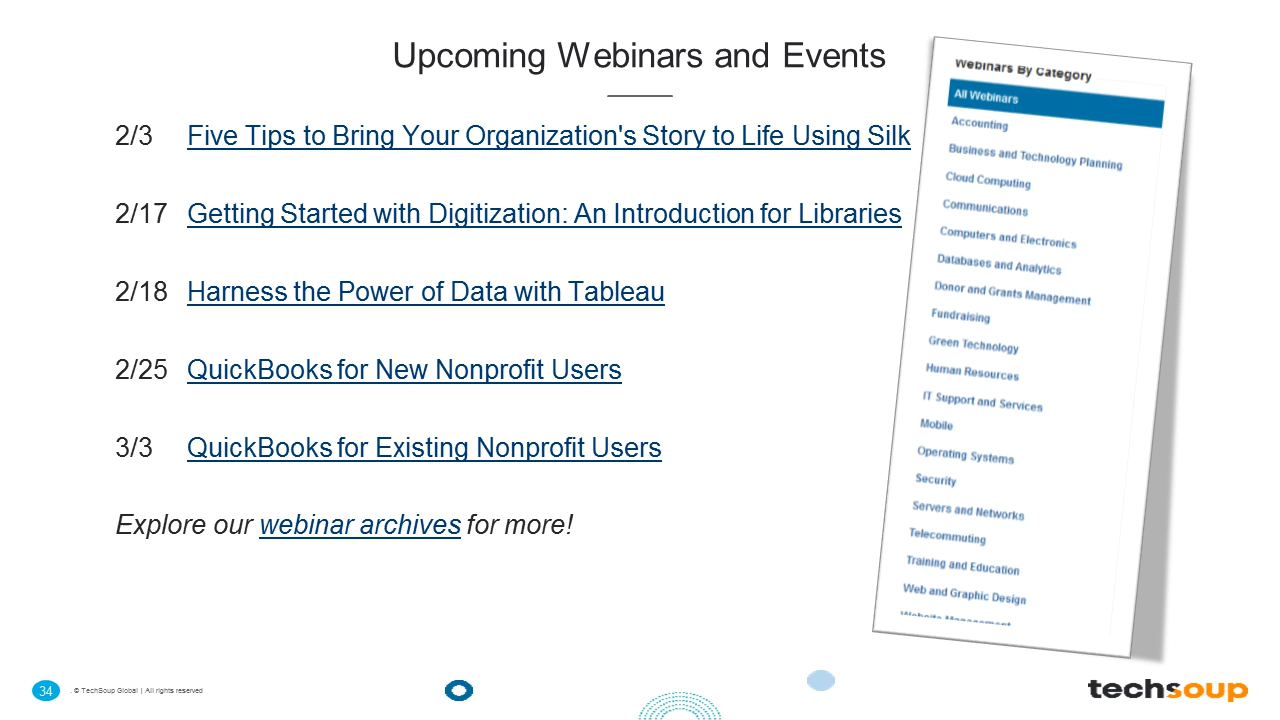 Upcoming Webinars and Events
2/3 Five Tips to Bring Your Organization's Story to Life Using Silk
2/17 Getting Started with Digitization: An Introduction for Libraries
2/18 Harness the Power of Data with Tableau
2/25 QuickBooks for New Nonprofit Users
3/3 QuickBooks for Existing Nonprofit Users
Explore our webinar archives for more!
Webinars By Category
All Webinars
Accounting
Business and Technology Planning
Cloud Computing
Communications
Computers and Electronics
Databases and Analytics
Donor and Grants Management
Fundraising
Green Technology
Human Resources
IT Support and Services
Mobile
Operating Systems
Security
Servers and Networks
Telecommuting
Training and Education
Web and Graphic Design
Website Management
34
. © TechSoup Global | All rights reserved
techsoup